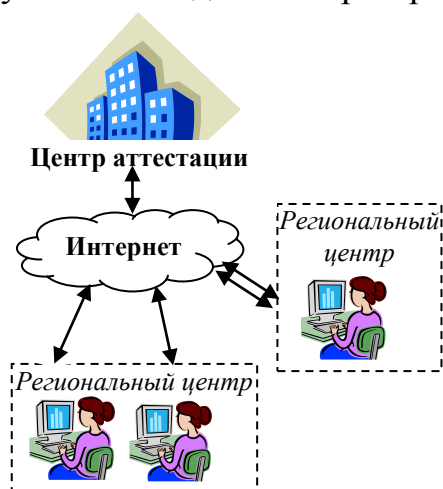 Центр аттестации
Интернет
Региональный
центр
Региональный центр